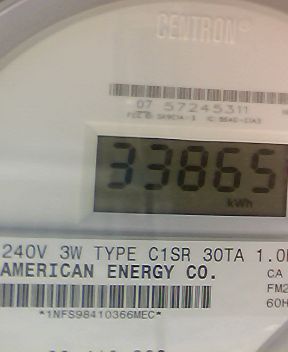 CENTRON®
07 57245311
33865
kWh
240V 3W TYPE C1SR 30TA 1.0
AMERICAN ENERGY CO.
CA
FM2
60H
*1NFS98410366MEC*